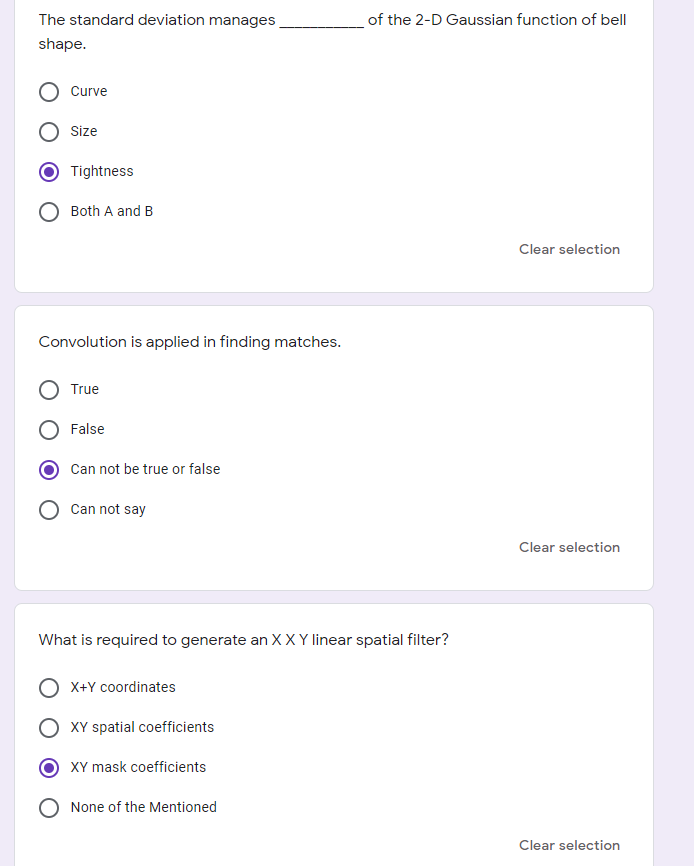 The standard deviation manages ___________ of the 2-D Gaussian function of bell
shape.
Curve
Size
Tightness
Both A and B
Clear selection
Convolution is applied in finding matches.
True
False
Can not be true or false
Can not say
Clear selection
What is required to generate an X X Y linear spatial filter?
X+Y coordinates
XY spatial coefficients
XY mask coefficients
None of the Mentioned
Clear selection